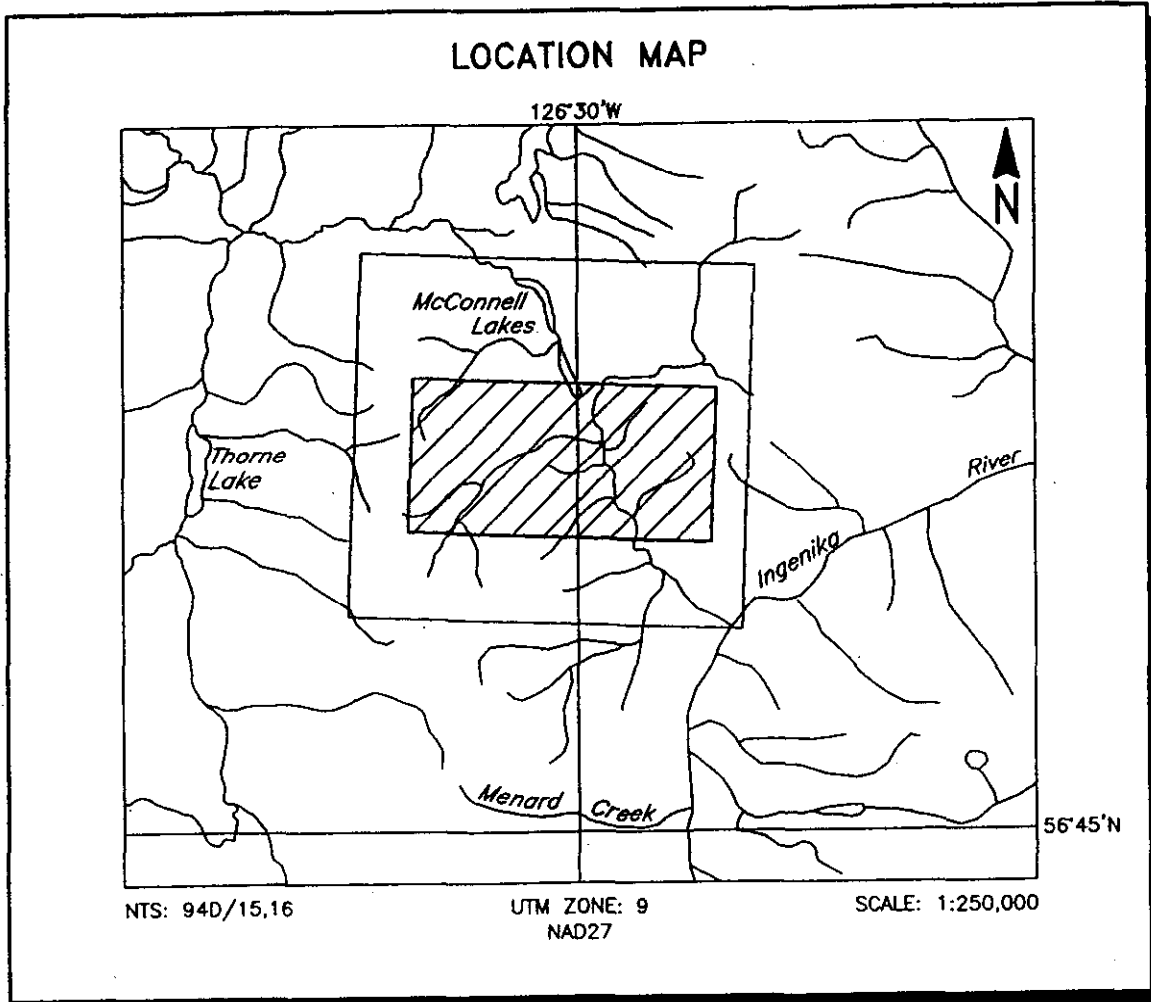 LOCATION MAP
126°30'W
N
McConnell
Lakes
Thorne
Lake
River
Ingenika
Menard Creek
56°45'N
NTS: 94D/15,16
UTM ZONE: 9
SCALE: 1:250,000
NAD27